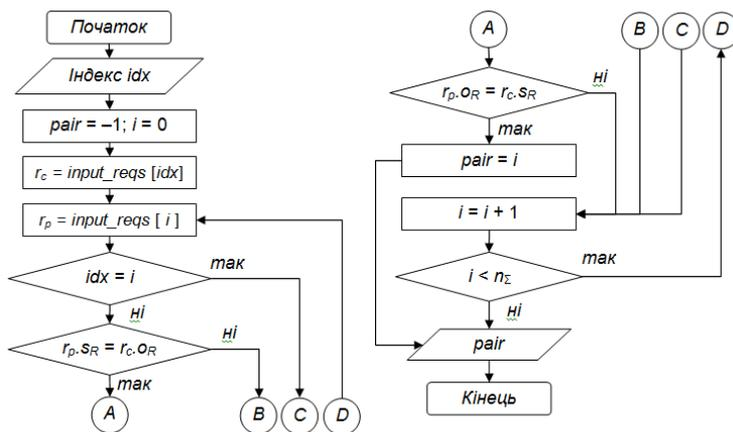 Початок
Індекс idx
pair = –1; i = 0
r_c = input_reqs [idx]
r_p = input_reqs [ i ]
idx = i
так
ні
r_p.s_R = r_c.o_R
ні
так
A
B
C
D
A
B
C
D
r_p.o_R = r_c.s_R
ні
так
pair = i
i = i + 1
i < n_Σ
так
ні
pair
Кінець